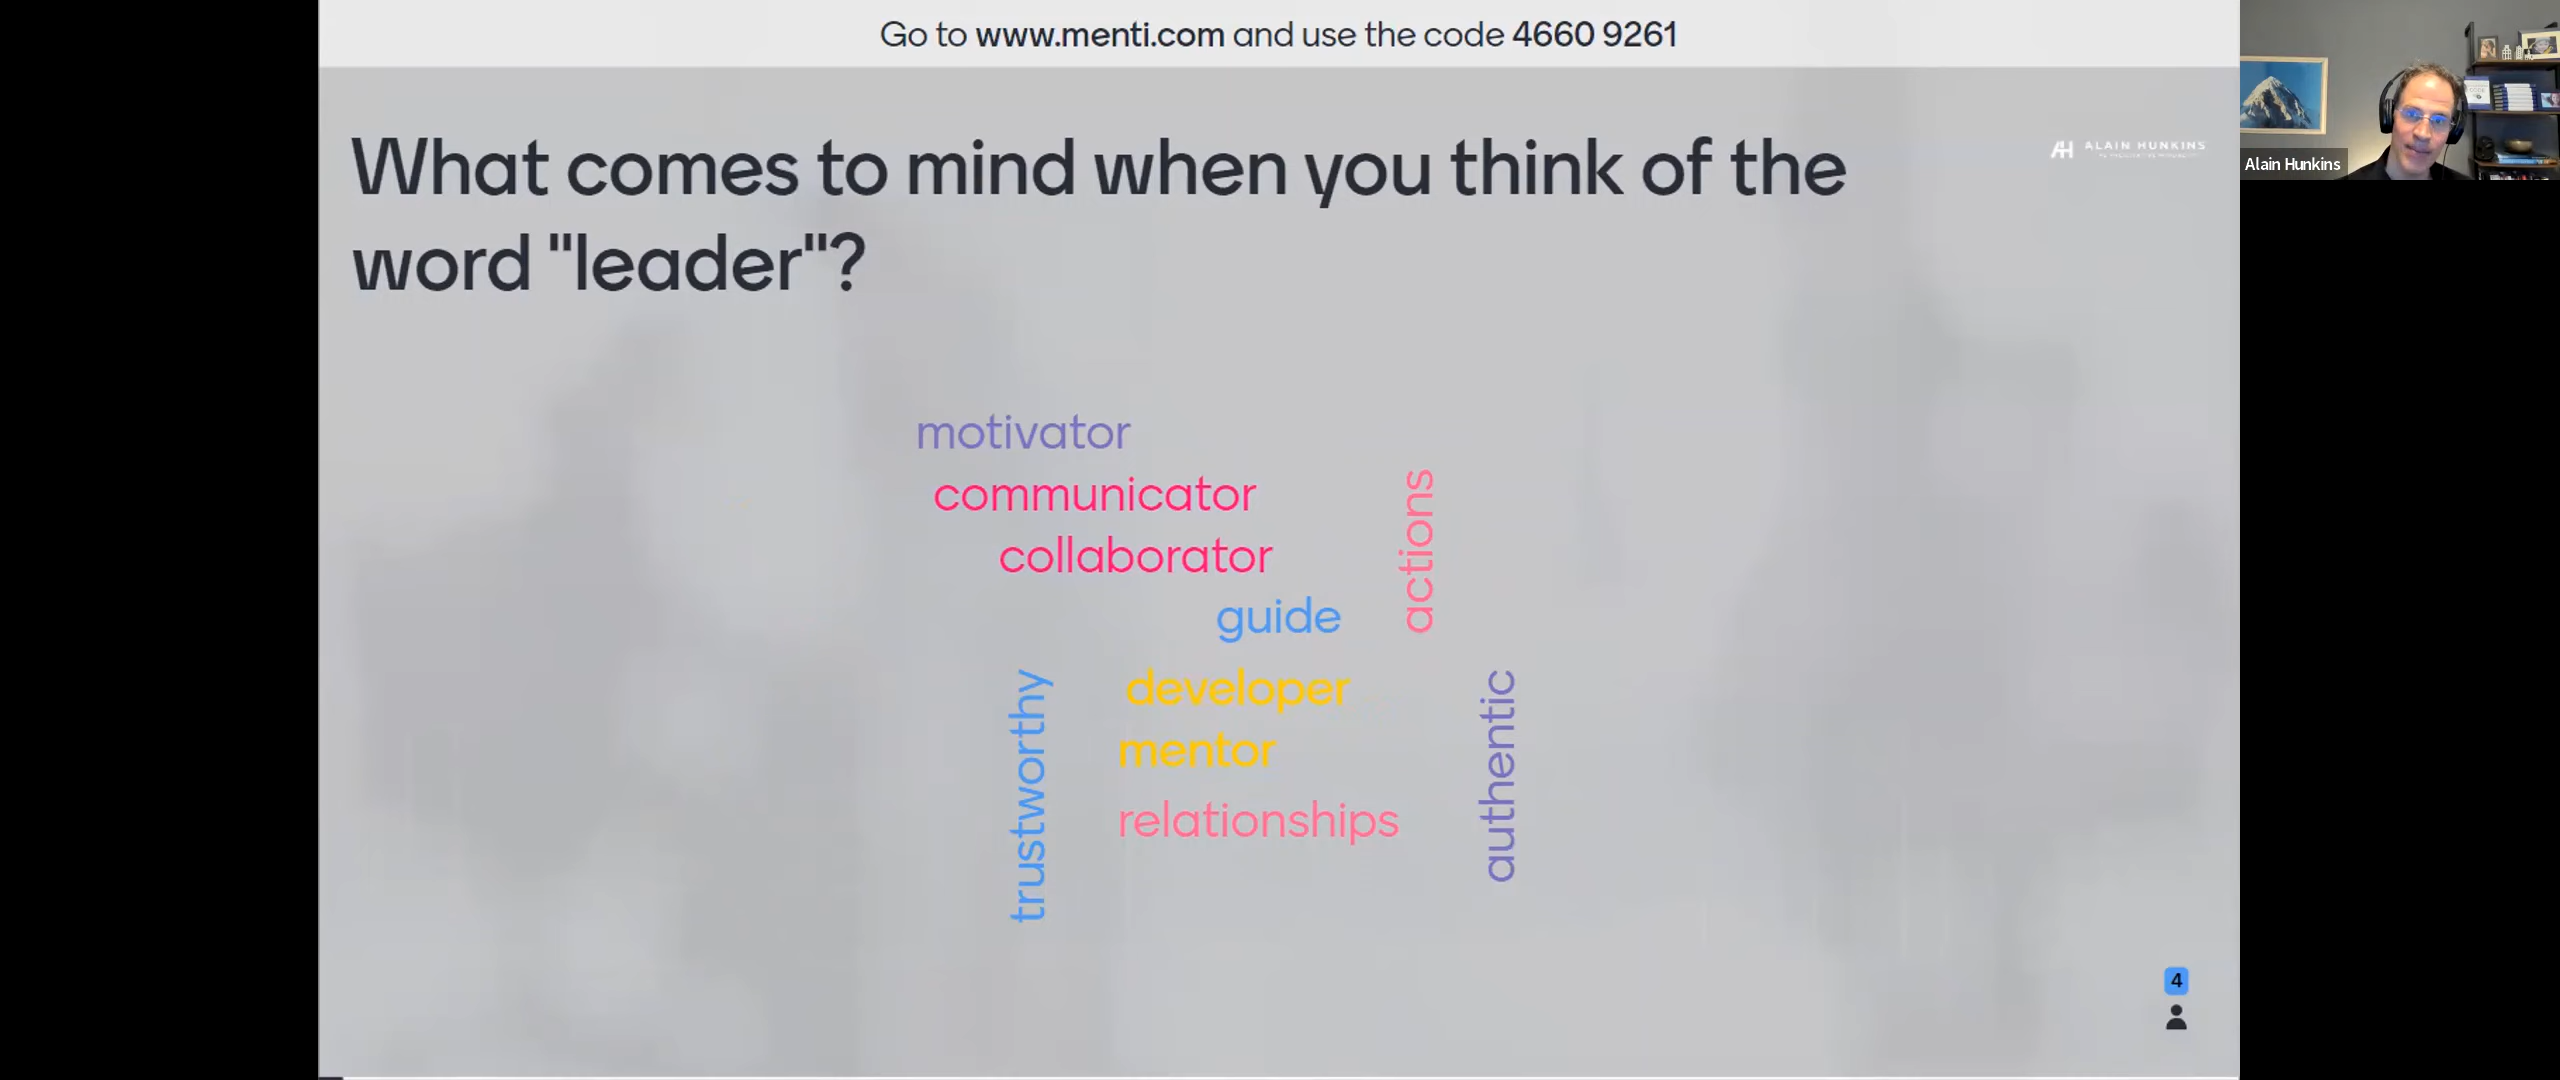 Go to www.menti.com and use the code 4660 9261
What comes to mind when you think of the
word "leader"?
AH ALAIN HUNKINS
Alain Hunkins
motivator
communicator
collaborator
actions
guide
trustworthy
developer
mentor
relationships
authentic
4